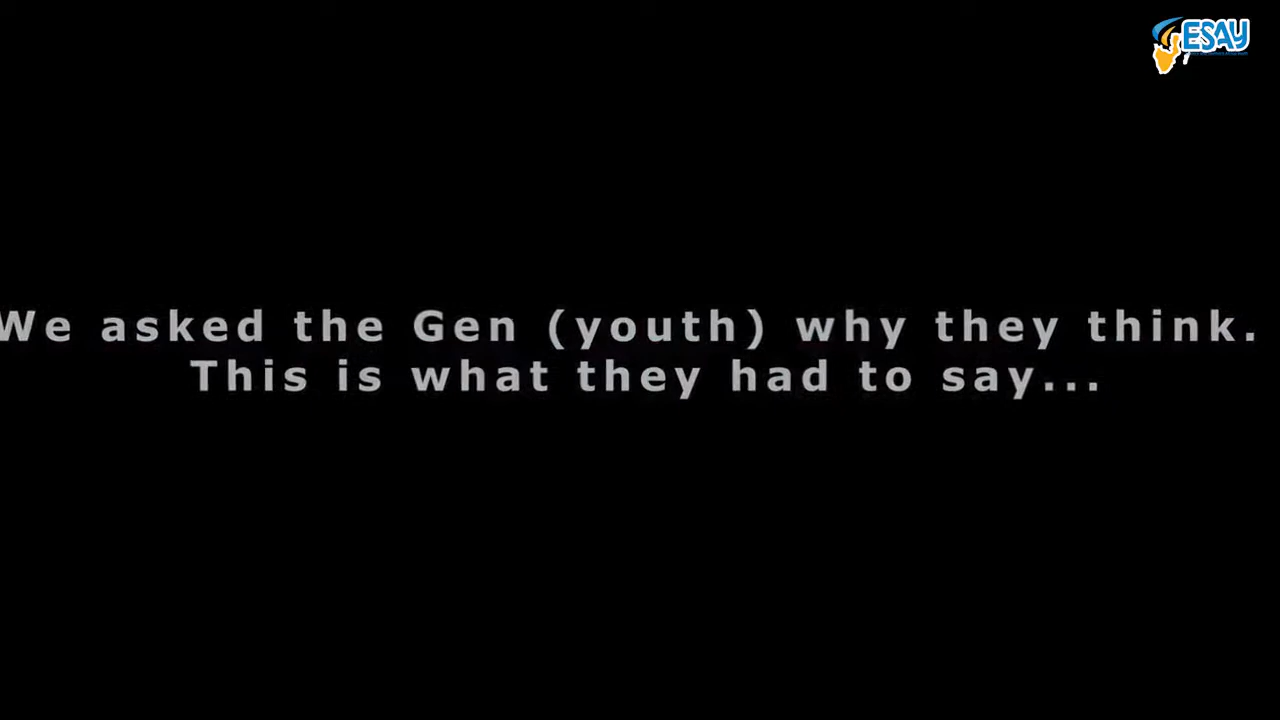 ESAY
We asked the Gen (youth) why they think.
This is what they had to say...